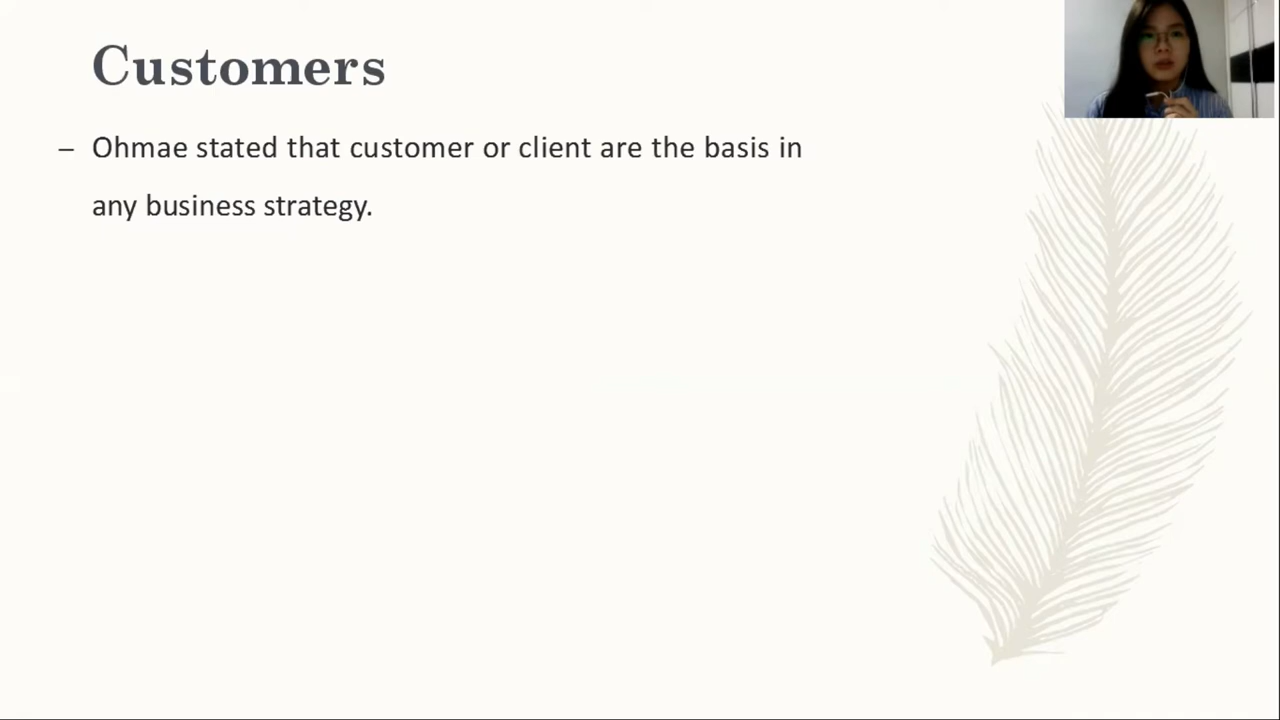 Customers
– Ohmae stated that customer or client are the basis in
any business strategy.